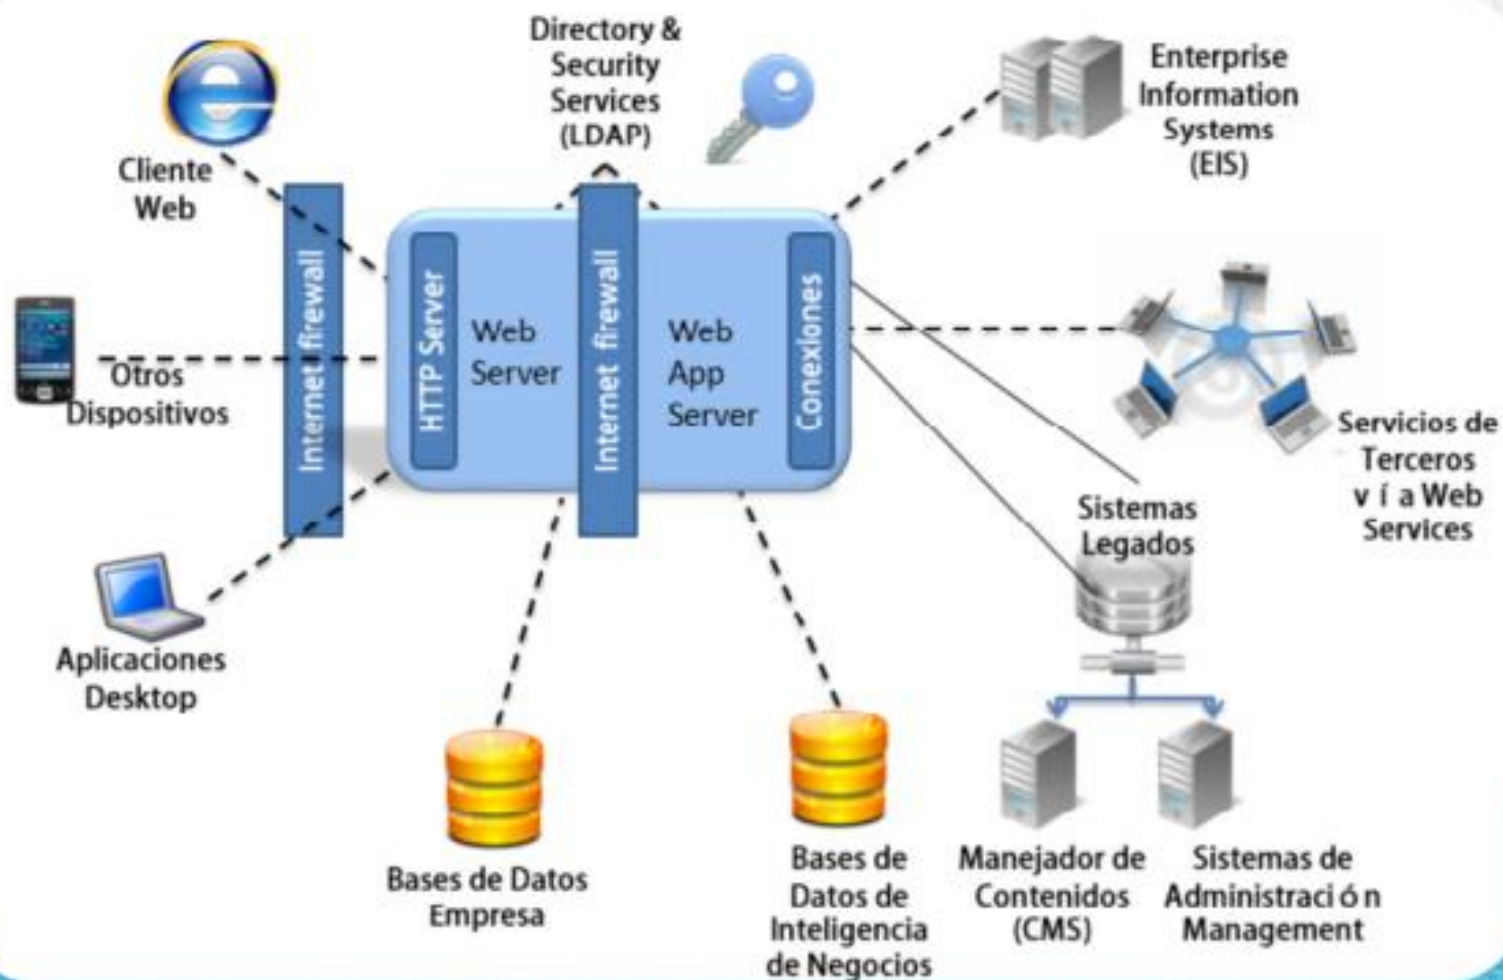 Directory &
Security
Services
(LDAP)
Enterprise
Information
Systems
(EIS)
Cliente
Web
Internet firewall
HTTP Server
Web
Server
Internet firewall
Web
App
Server
Conexiones
Otros
Dispositivos
Servicios de
Terceros
v í a Web
Services
Sistemas
Legados
Aplicaciones
Desktop
Bases de Datos
Empresa
Bases de
Datos de
Inteligencia
de Negocios
Manejador de
Contenidos
(CMS)
Sistemas de
Administraci ó n
Management